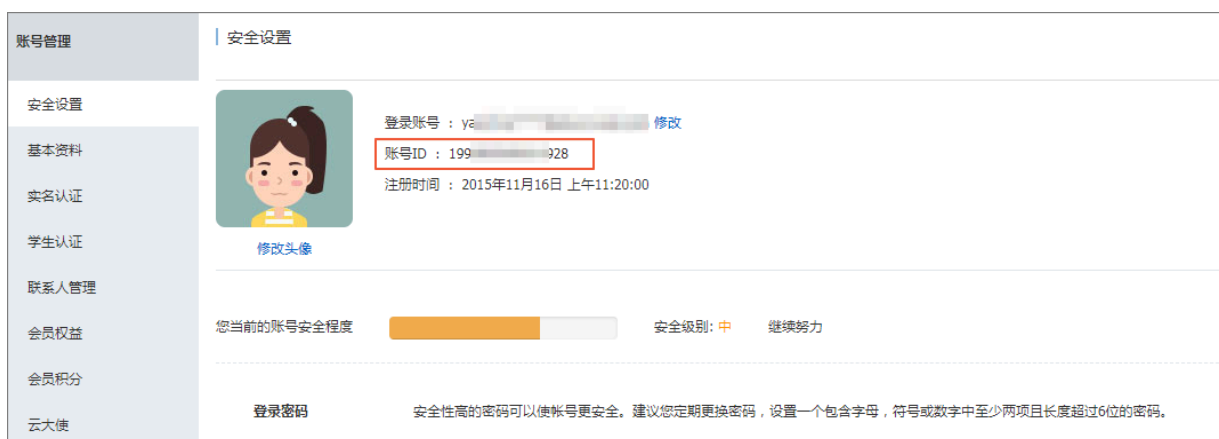 账号管理
安全设置
基本资料
实名认证
学生认证
联系人管理
会员权益
会员积分
云大使
安全设置
登录账号 : ya 修改
账号ID : 199 928
注册时间 : 2015年11月16日 上午11:20:00
修改头像
您当前的账号安全程度 安全级别: 中 继续努力
登录密码 安全性高的密码可以使帐号更安全。建议您定期更换密码，设置一个包含字母，符号或数字中至少两项且长度超过6位的密码。